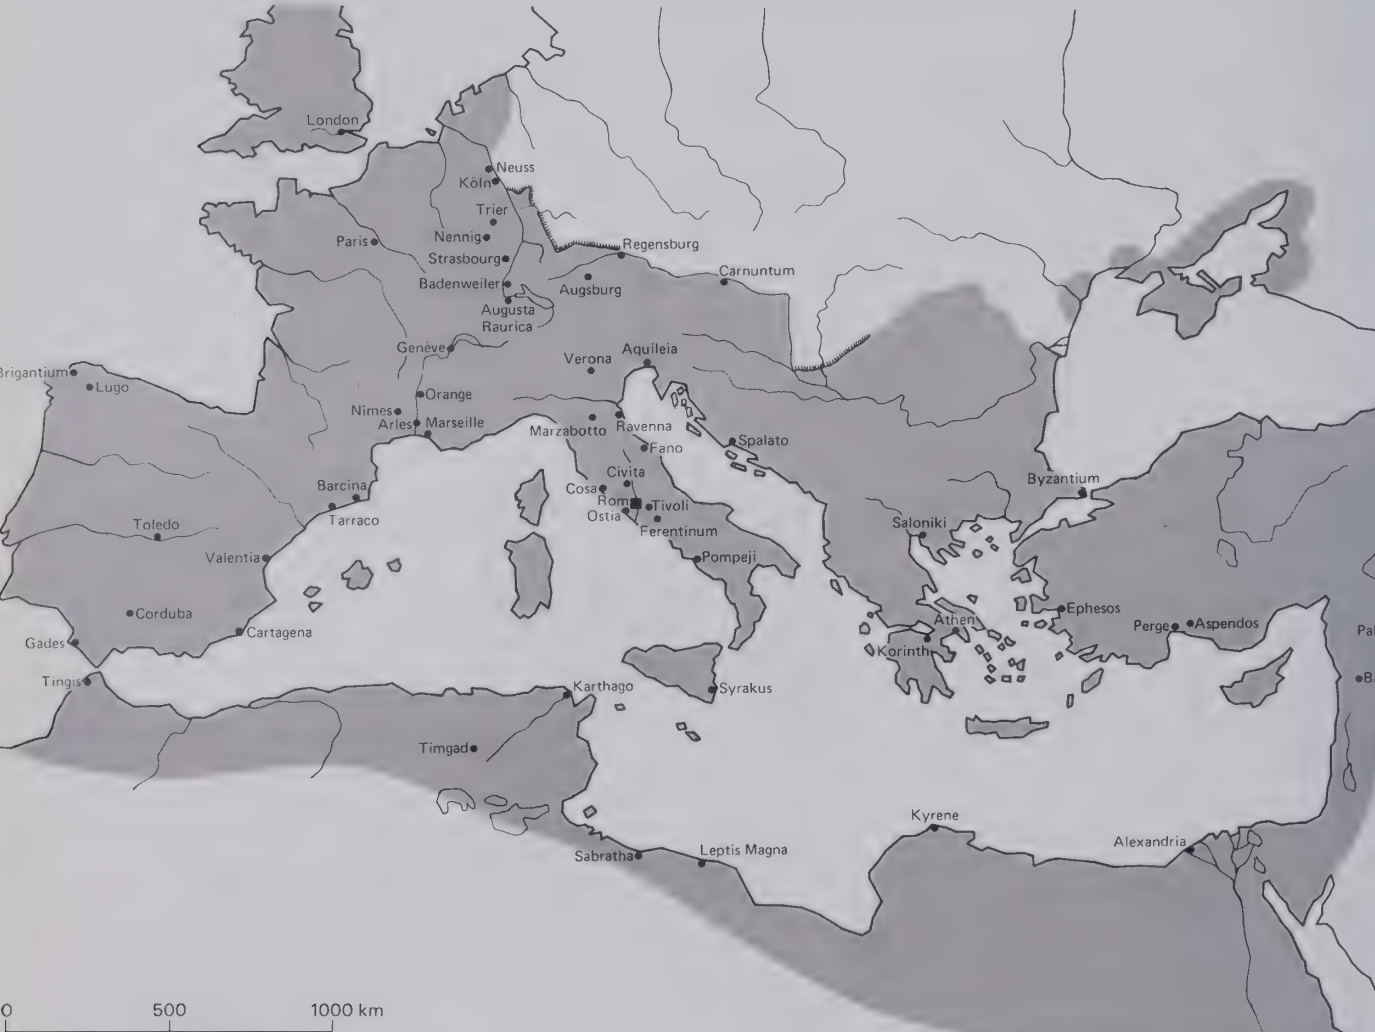 London
Neuss
Köln
Trier
Paris
Nennig
Strasbourg
Regensburg
Carnuntum
Badenweiler
Augsburg
Augusta
Raurica
Genève
Verona
Aquileia
Brigantium
Lugo
Orange
Nimes
Arles
Marseille
Marzabotto
Ravenna
Fano
Spalato
Civita
Barcina
Cosa
Rom
Tivoli
Ostia
Ferentinum
Tarraco
Byzantium
Toledo
Saloniki
Valentia
Pompeji
Corduba
Ephesos
Cartagena
Athen
Perge
Aspendos
Gades
Korinth
Pal
Tingis
Karthago
Syrakus
Ba
Timgad
Kyrene
Alexandria
Sabratha
Leptis Magna
0 500 1000 km